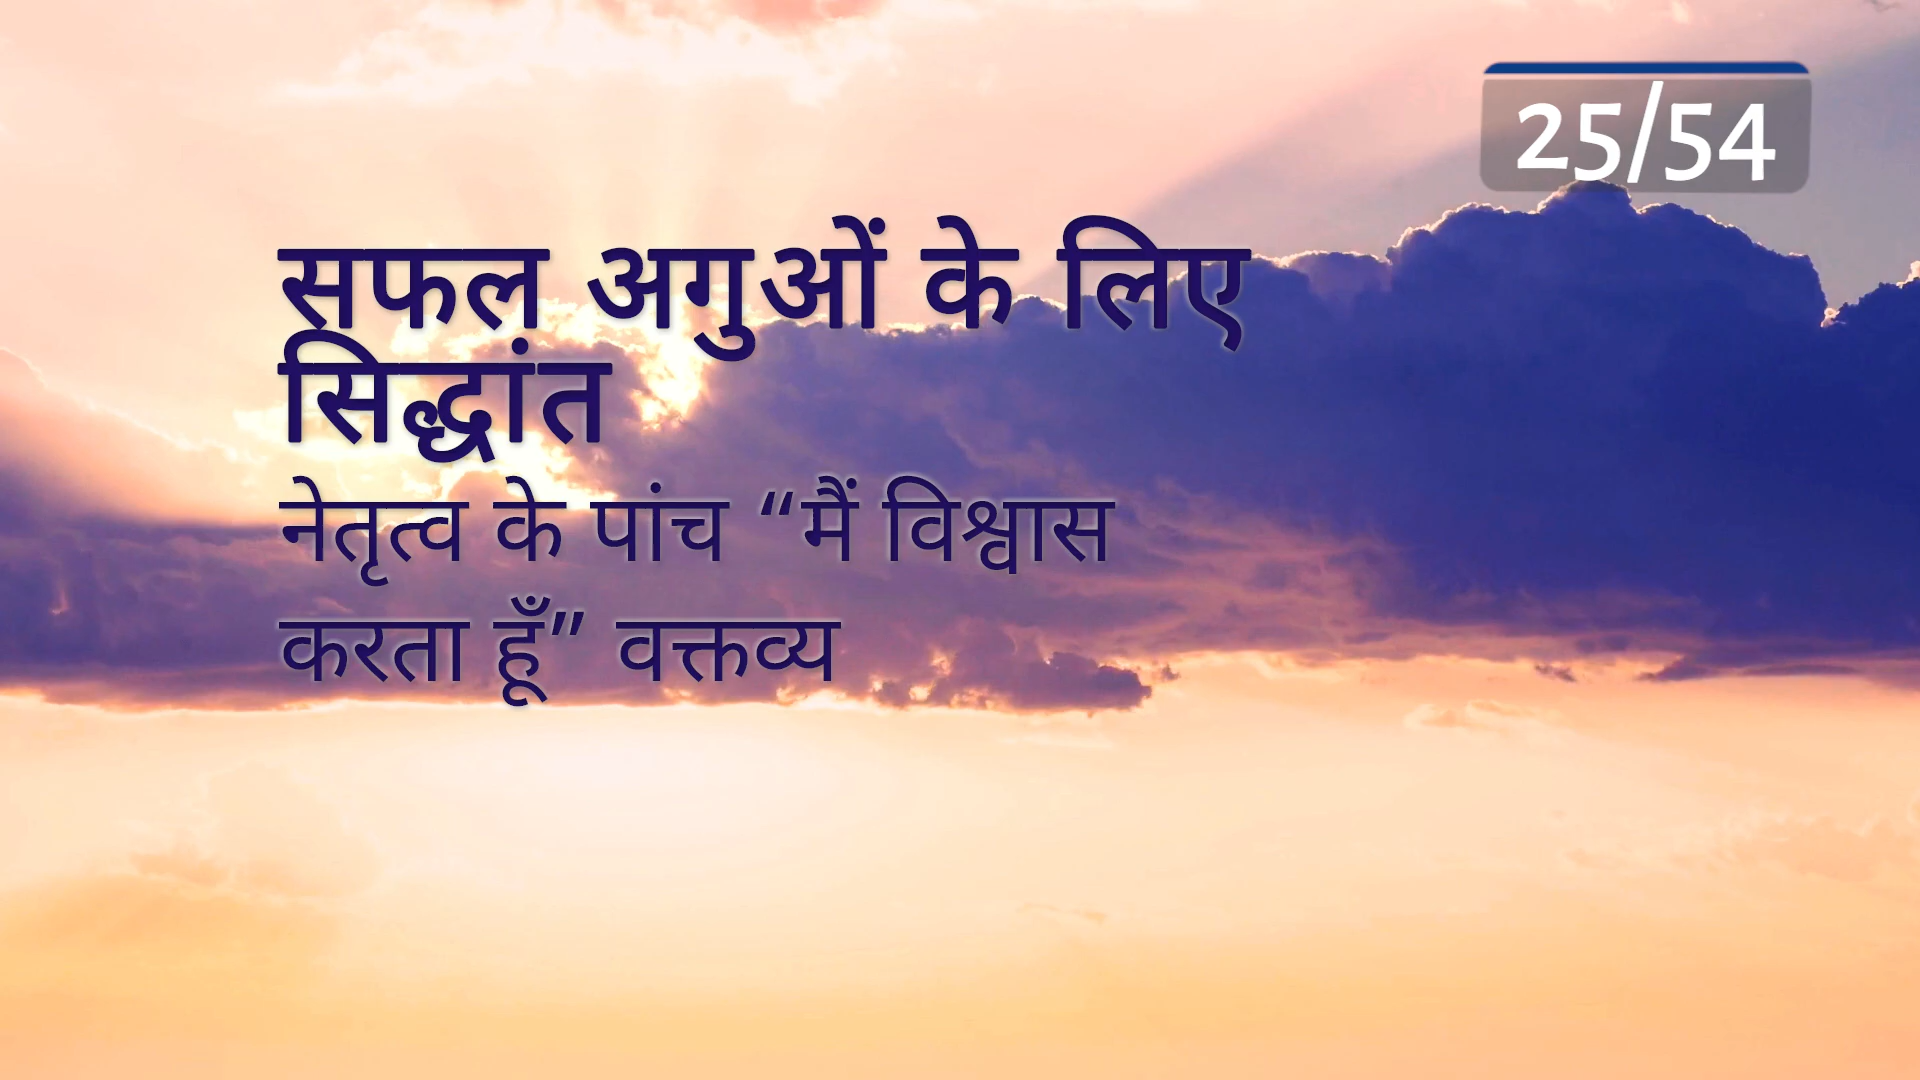 25/54
सफल अगुओं के लिए
सिद्धांत
नेतृत्व के पांच “मैं विश्वास
करता हूँ” वक्तव्य